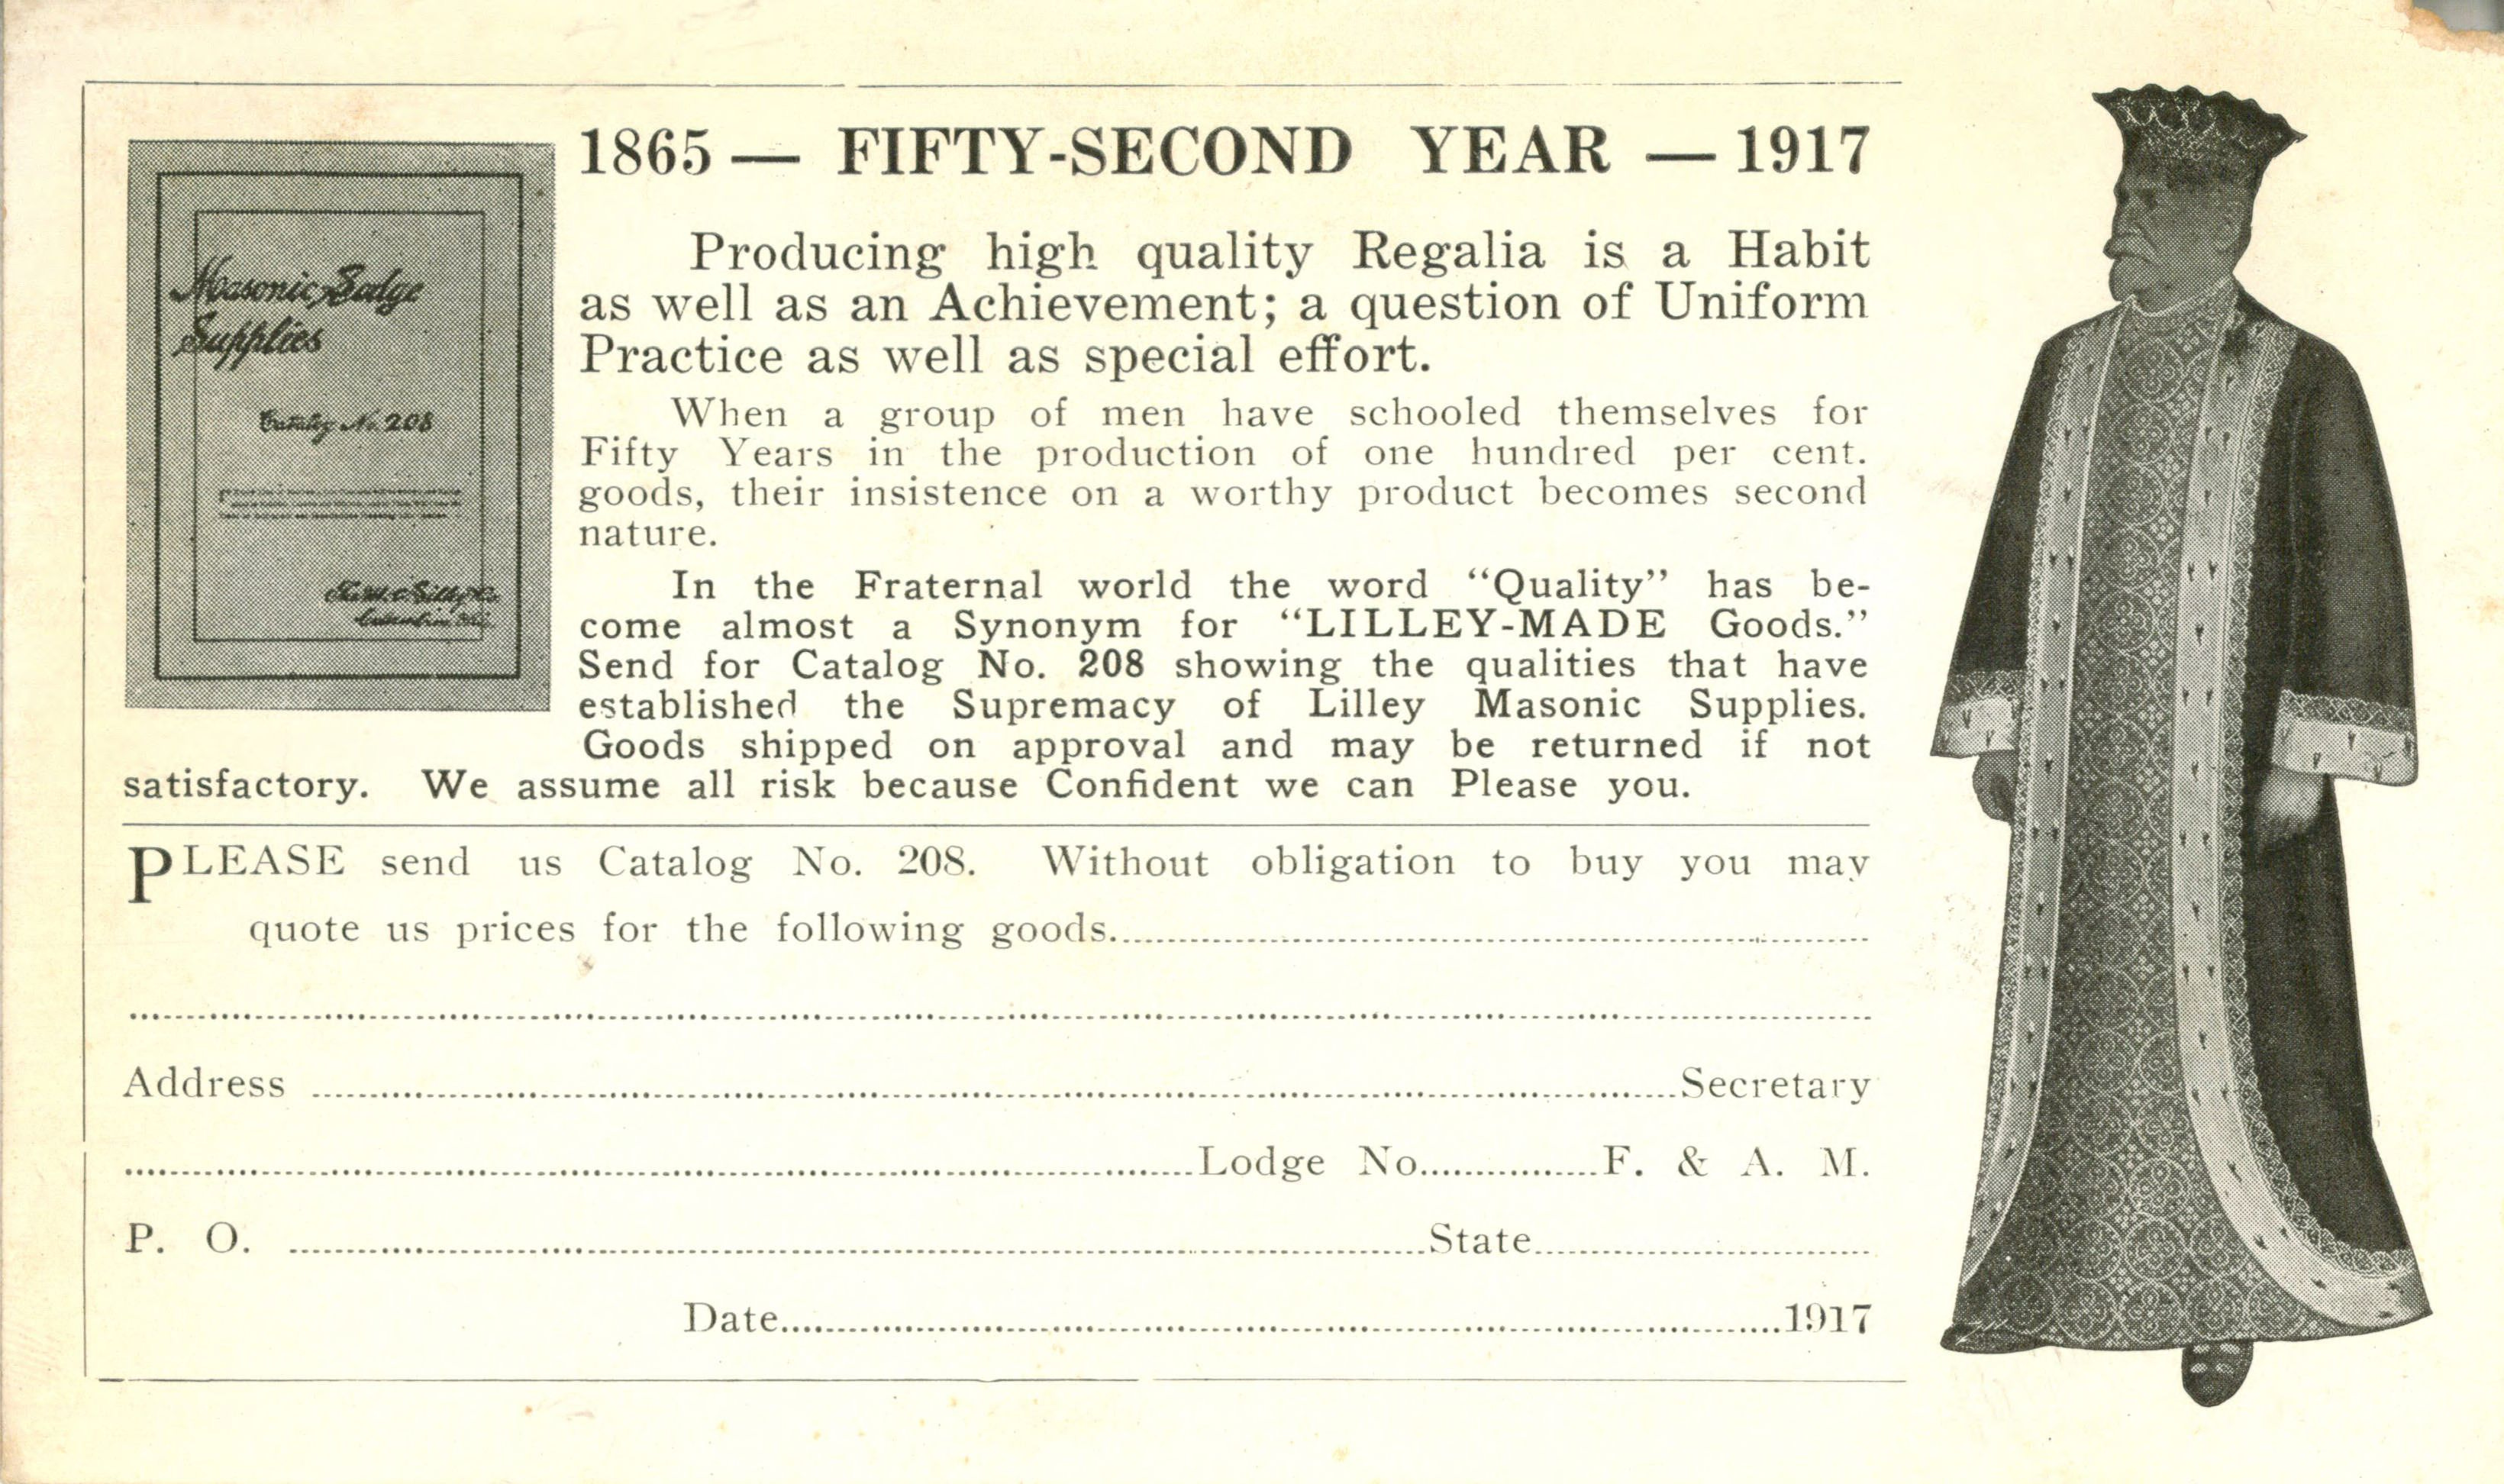 Masonic Lodge
Supplies
Catalog No. 208
1865 — FIFTY-SECOND YEAR — 1917
Producing high quality Regalia is a Habit
as well as an Achievement; a question of Uniform
Practice as well as special effort.
When a group of men have schooled themselves for
Fifty Years in the production of one hundred per cent.
goods, their insistence on a worthy product becomes second
nature.
In the Fraternal world the word “Quality” has be-
come almost a Synonym for “LILLEY-MADE Goods.”
Send for Catalog No. 208 showing the qualities that have
established the Supremacy of Lilley Masonic Supplies.
Goods shipped on approval and may be returned if not
satisfactory. We assume all risk because Confident we can Please you.
PLEASE send us Catalog No. 208. Without obligation to buy you may
quote us prices for the following goods.
Address Secretary
Lodge No. F. & A. M.
P. O. State
Date 1917